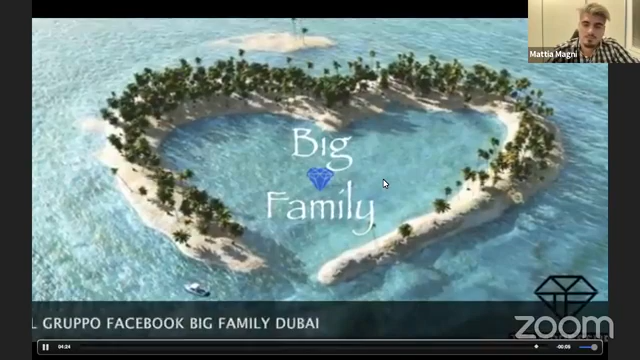 Mattia Magni
Big
Family
L GRUPPO FACEBOOK BIG FAMILY DUBAI
zoom
04:24
-00:05